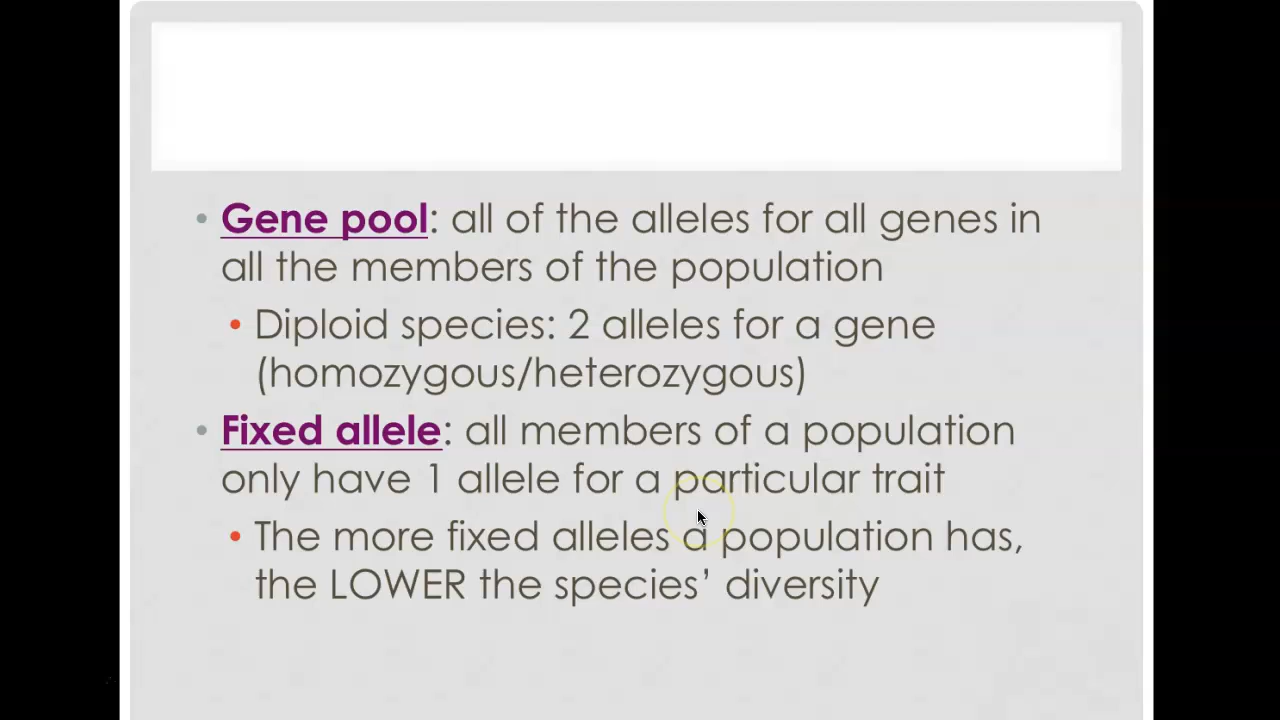 • Gene pool: all of the alleles for all genes in
all the members of the population
• Diploid species: 2 alleles for a gene
(homozygous/heterozygous)
• Fixed allele: all members of a population
only have 1 allele for a particular trait
• The more fixed alleles a population has,
the LOWER the species’ diversity